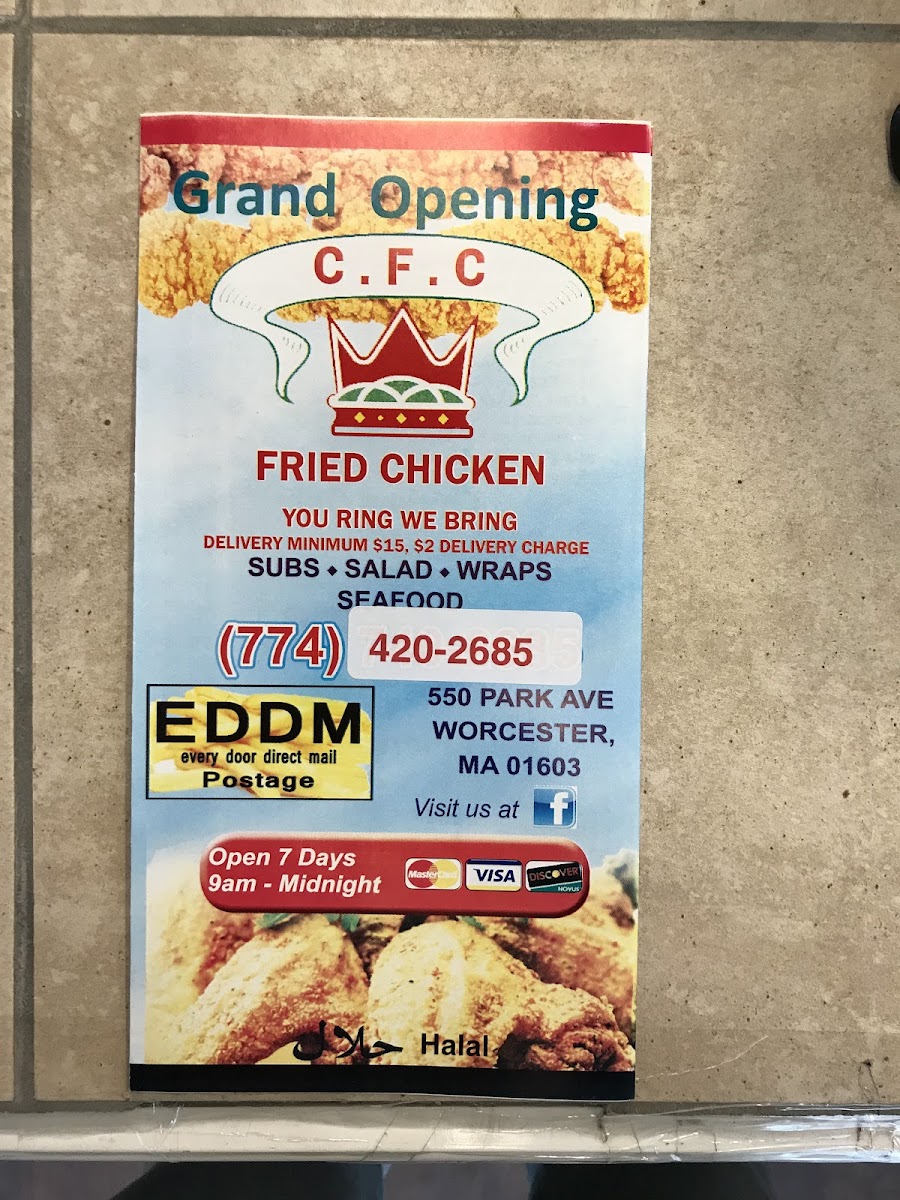 Grand Opening
C.F.C
FRIED CHICKEN
YOU RING WE BRING
DELIVERY MINIMUM $15, $2 DELIVERY CHARGE
SUBS ⬥ SALAD ⬥ WRAPS
SEAFOOD
(774) 420-2685
EDDM
every door direct mail
Postage
550 PARK AVE
WORCESTER,
MA 01603
Visit us at f
Open 7 Days
9am - Midnight
MasterCard VISA DISCOVER
NOVUS
حلال Halal